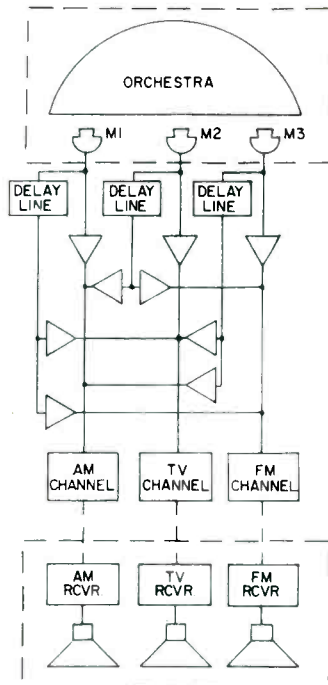 ORCHESTRA
M1 M2 M3
DELAY LINE
DELAY LINE
DELAY LINE
AM CHANNEL
TV CHANNEL
FM CHANNEL
AM RCVR
TV RCVR
FM RCVR